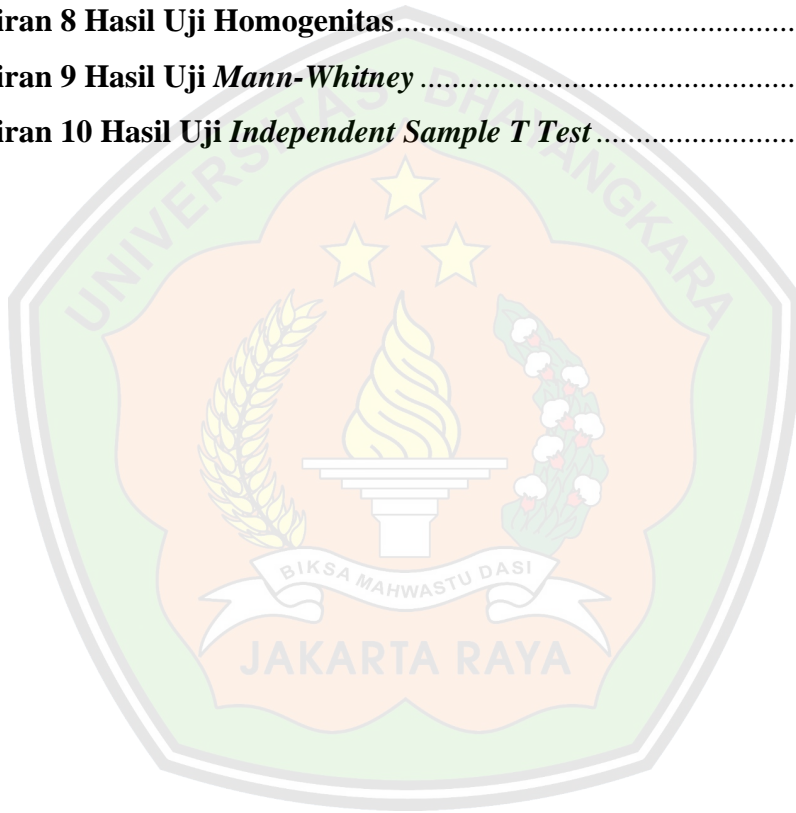 iran 8 Hasil Uji Homogenitas................................................
iran 9 Hasil Uji Mann-Whitney ................................................
iran 10 Hasil Uji Independent Sample T Test ..........................
UNIVERSITAS BHAYANGKARA
BIKSA MAHWASTU DASI
JAKARTA RAYA